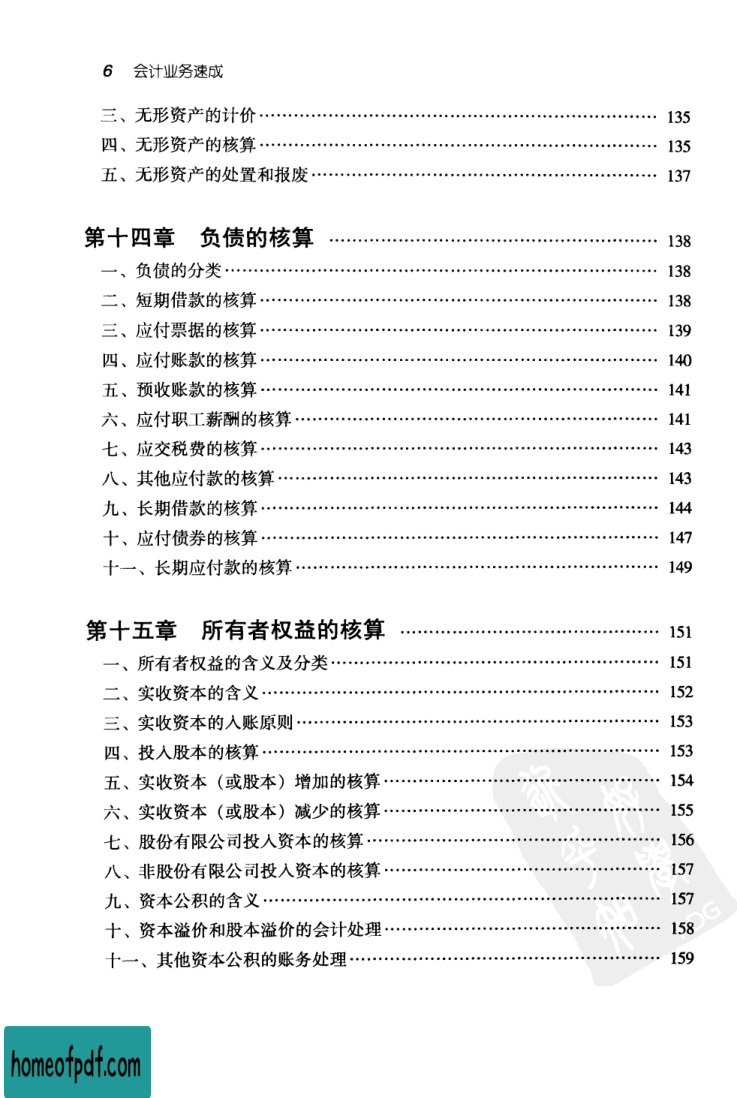 6 会计业务速成
三、无形资产的计价 135
四、无形资产的核算 135
五、无形资产的处置和报废 137
第十四章 负债的核算 138
一、负债的分类 138
二、短期借款的核算 138
三、应付票据的核算 139
四、应付账款的核算 140
五、预收账款的核算 141
六、应付职工薪酬的核算 141
七、应交税费的核算 143
八、其他应付款的核算 143
九、长期借款的核算 144
十、应付债券的核算 147
十一、长期应付款的核算 149
第十五章 所有者权益的核算 151
一、所有者权益的含义及分类 151
二、实收资本的含义 152
三、实收资本的入账原则 153
四、投入股本的核算 153
五、实收资本（或股本）增加的核算 154
六、实收资本（或股本）减少的核算 155
七、股份有限公司投入资本的核算 156
八、非股份有限公司投入资本的核算 157
九、资本公积的含义 157
十、资本溢价和股本溢价的会计处理 158
十一、其他资本公积的账务处理 159
homeofpdf.com